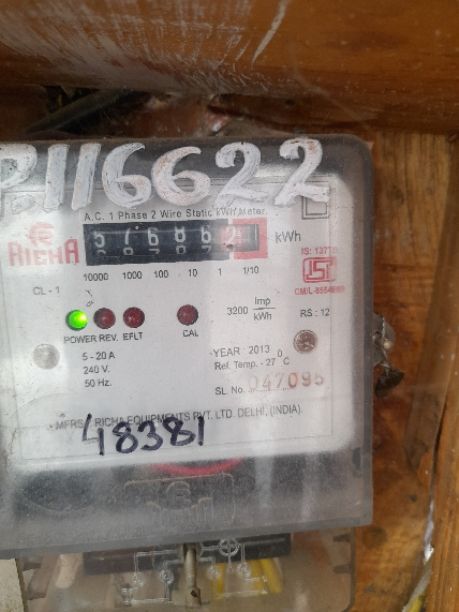 116622
A.C. 1 Phase 2 Wire Static kWh Meter.
RICHA
kWh
10000 1000 100 10 1 1/10
CL - 1
3200 Imp/kWh
RS : 12
POWER REV. EFLT CAL
5 - 20 A
240 V.
50 Hz.
YEAR 2013
Ref. Temp. - 27 °C
SL No. 047095
MFRS. RICHA EQUIPMENTS PVT. LTD. DELHI, (INDIA).
48381